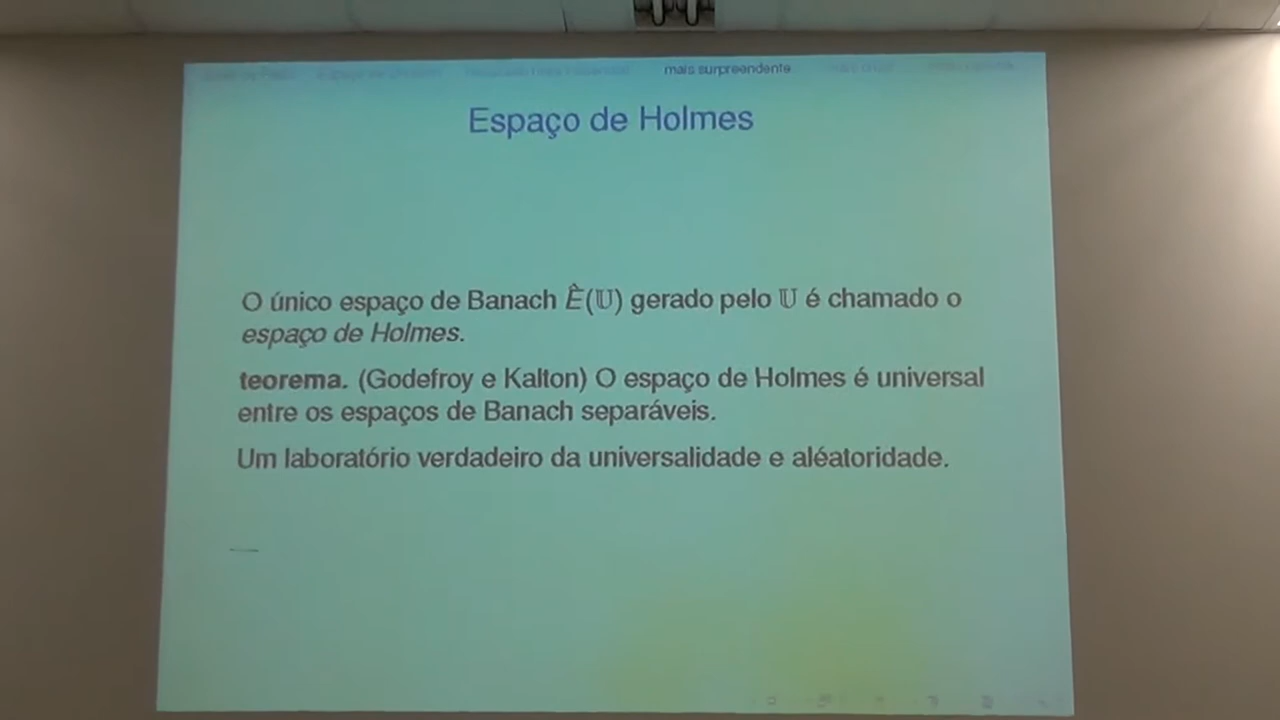 mais surpreendente
Espaço de Holmes
O único espaço de Banach Ê(𝕌) gerado pelo 𝕌 é chamado o
espaço de Holmes.
teorema. (Godefroy e Kalton) O espaço de Holmes é universal
entre os espaços de Banach separáveis.
Um laboratório verdadeiro da universalidade e aléatoridade.